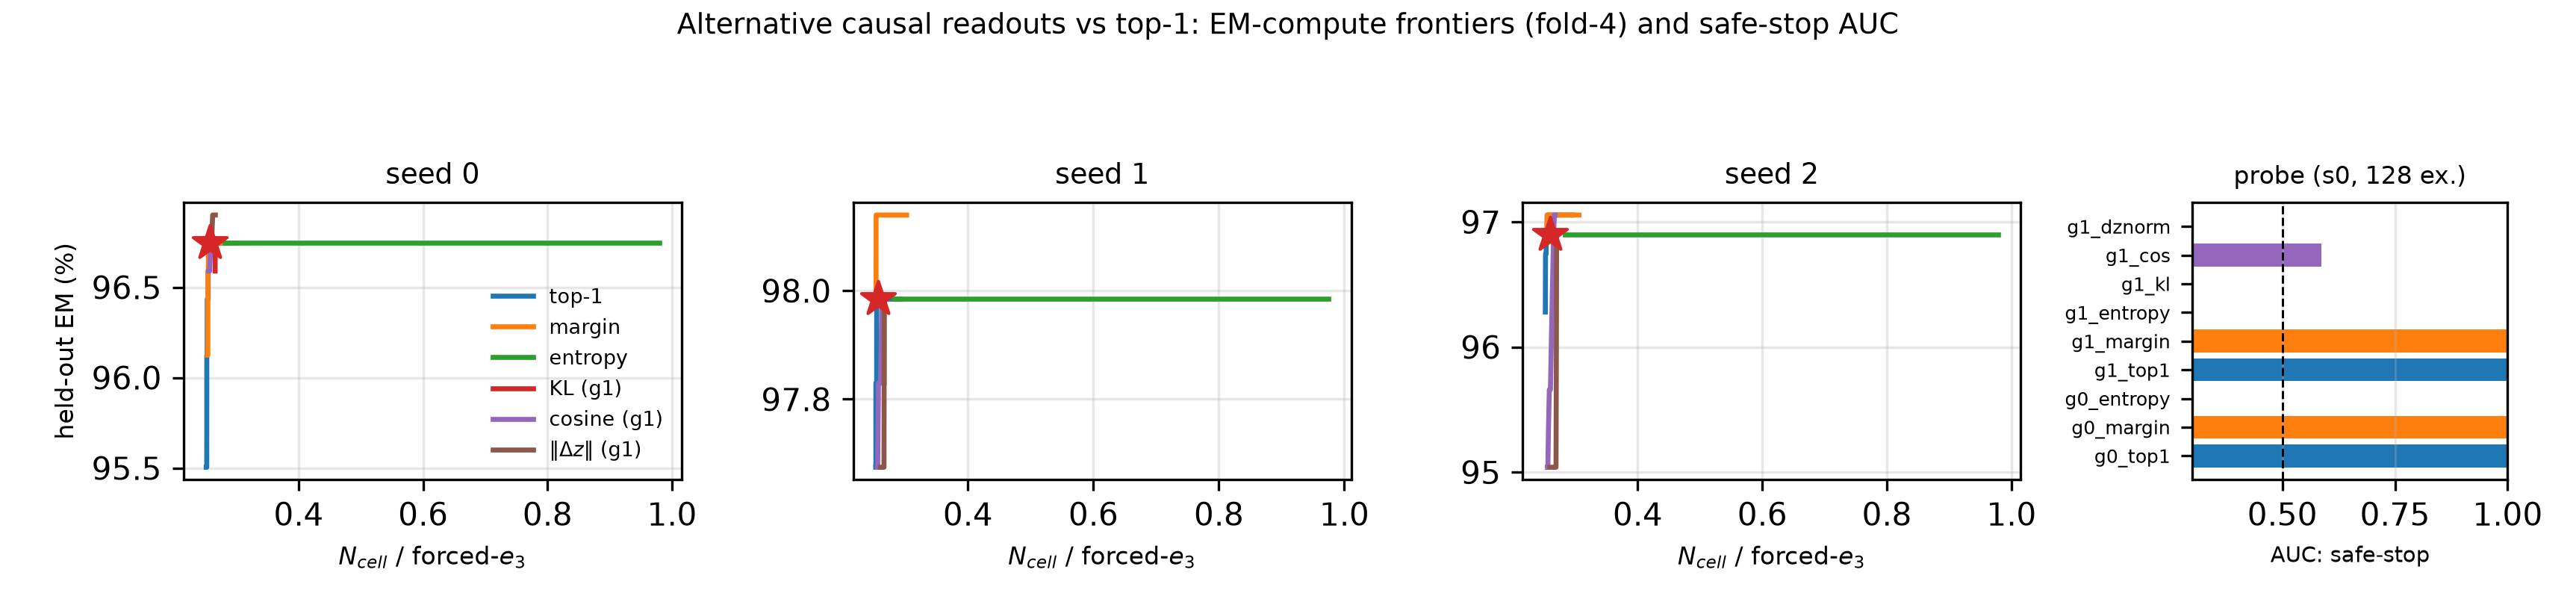 Alternative causal readouts vs top-1: EM-compute frontiers (fold-4) and safe-stop AUC
seed 0
held-out EM (%)
96.5
96.0
95.5
top-1
margin
entropy
KL (g1)
cosine (g1)
‖Δz‖ (g1)
0.4 0.6 0.8 1.0
N_cell / forced-e_3
seed 1
98.0
97.8
0.4 0.6 0.8 1.0
N_cell / forced-e_3
seed 2
97
96
95
0.4 0.6 0.8 1.0
N_cell / forced-e_3
probe (s0, 128 ex.)
g1_dznorm
g1_cos
g1_kl
g1_entropy
g1_margin
g1_top1
g0_entropy
g0_margin
g0_top1
0.50 0.75 1.00
AUC: safe-stop